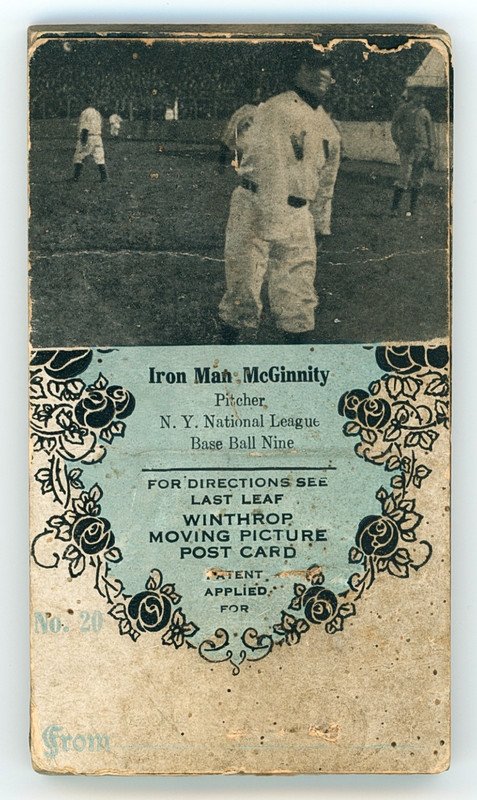 Iron Man McGinnity
Pitcher
N. Y. National League
Base Ball Nine
FOR DIRECTIONS SEE
LAST LEAF
WINTHROP
MOVING PICTURE
POST CARD
PATENT
APPLIED
FOR
No. 20
From